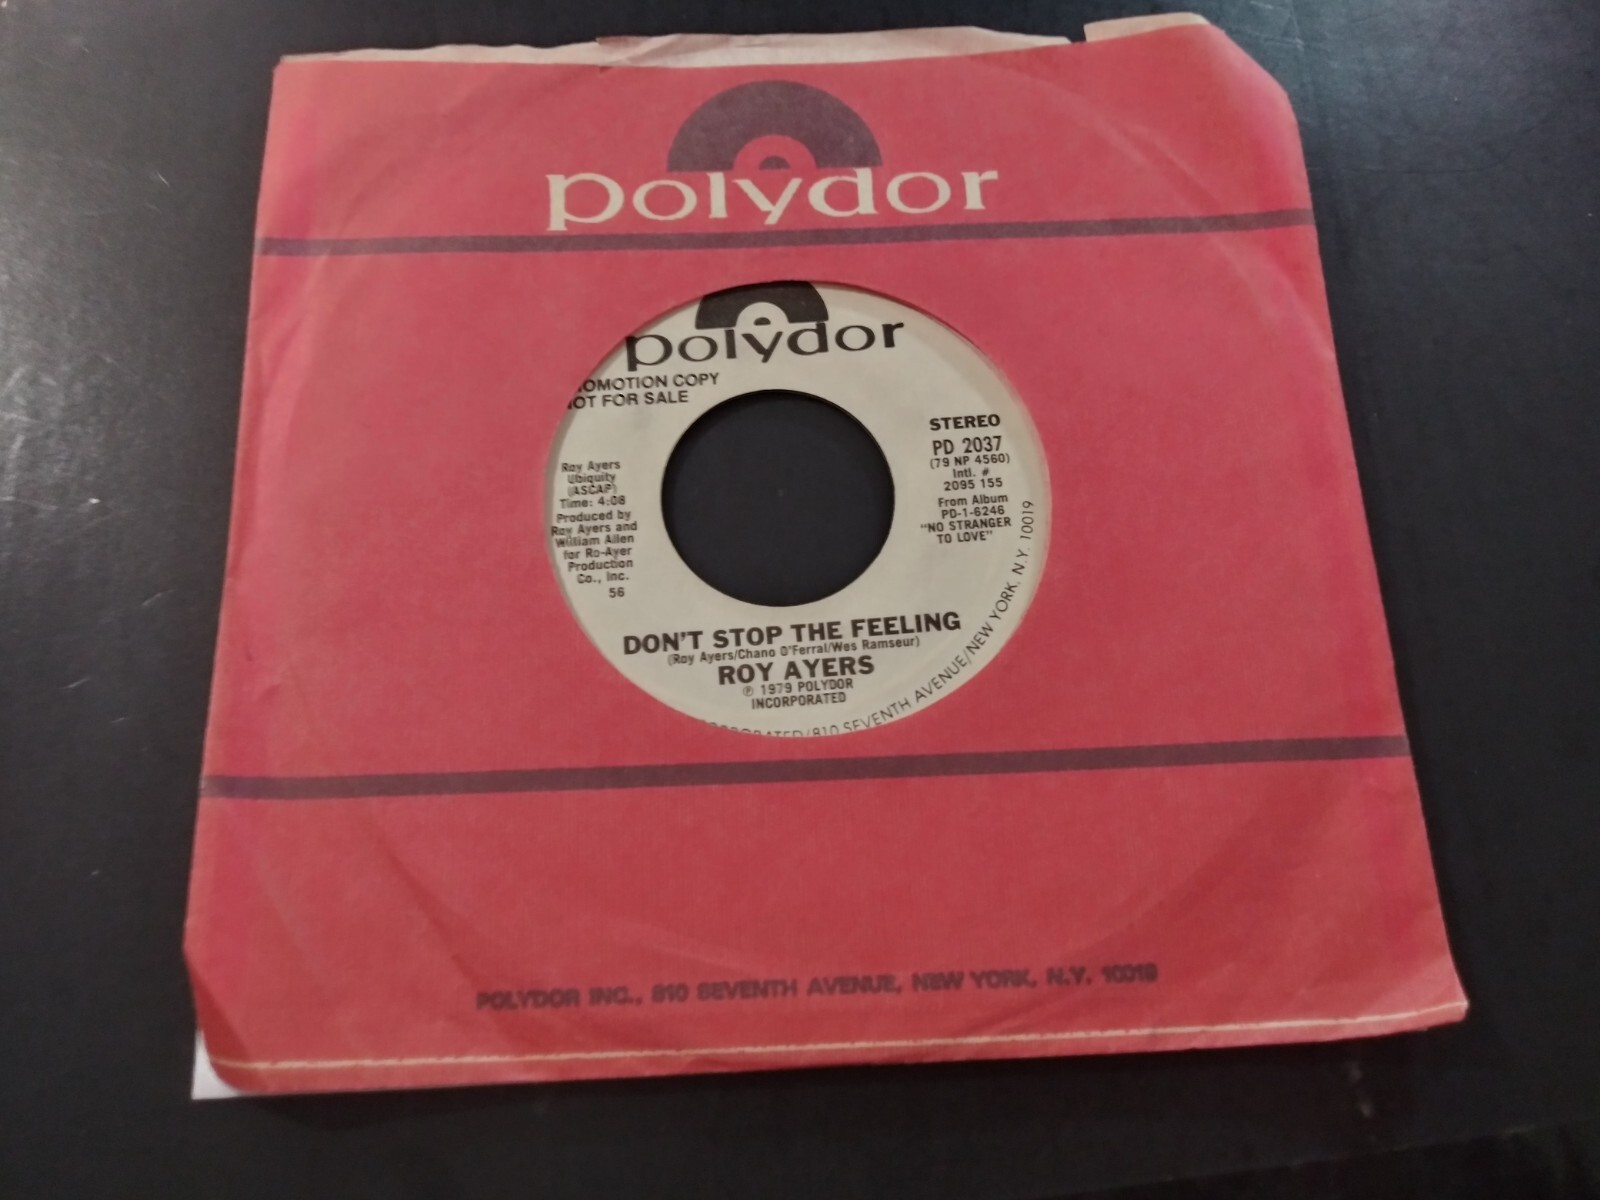 polydor
polydor
OMOTION COPY
OT FOR SALE
STEREO
PD 2037
(79 NP 4560)
Intl. #
2095 155
From Album
PD-1-6246
"NO STRANGER
TO LOVE"
Roy Ayers
Ubiquity
(ASCAP)
Time: 4:08
Produced by
Roy Ayers and
William Allen
for Ro-Ayer
Production
Co., Inc.
56
DON'T STOP THE FEELING
(Roy Ayers/Chano O'Ferral/Wes Ramseur)
ROY AYERS
℗ 1979 POLYDOR
INCORPORATED
ORPORATED/810 SEVENTH AVENUE/NEW YORK, N.Y. 10019
POLYDOR INC., 810 SEVENTH AVENUE, NEW YORK, N.Y. 10019